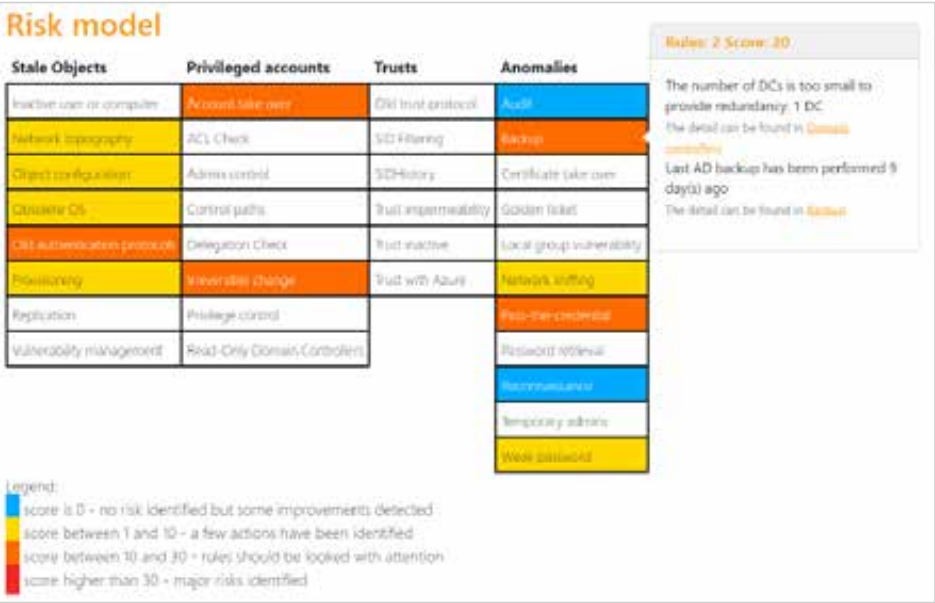 Risk model
Stale Objects Privileged accounts Trusts Anomalies
Inactive user or computer Account take over Old trust protocol Audit
Network topography ACL Check SID Filtering Backup
Object configuration Admin control SIDHistory Certificate take over
Obsolete OS Control paths Trust impermeability Golden ticket
Old authentication protocols Delegation Check Trust inactive Local group vulnerability
Provisioning Irreversible change Trust with Azure Network sniffing
Replication Privilege control Pass-the-credential
Vulnerability management Read-Only Domain Controllers Password retrieval
Reconnaissance
Temporary admins
Weak password
Rules: 2 Score: 20
The number of DCs is too small to
provide redundancy: 1 DC
The detail can be found in Domain
controllers
Last AD backup has been performed 9
day(s) ago
The detail can be found in Backup
Legend:
score is 0 - no risk identified but some improvements detected
score between 1 and 10 - a few actions have been identified
score between 10 and 30 - rules should be looked with attention
score higher than 30 - major risks identified